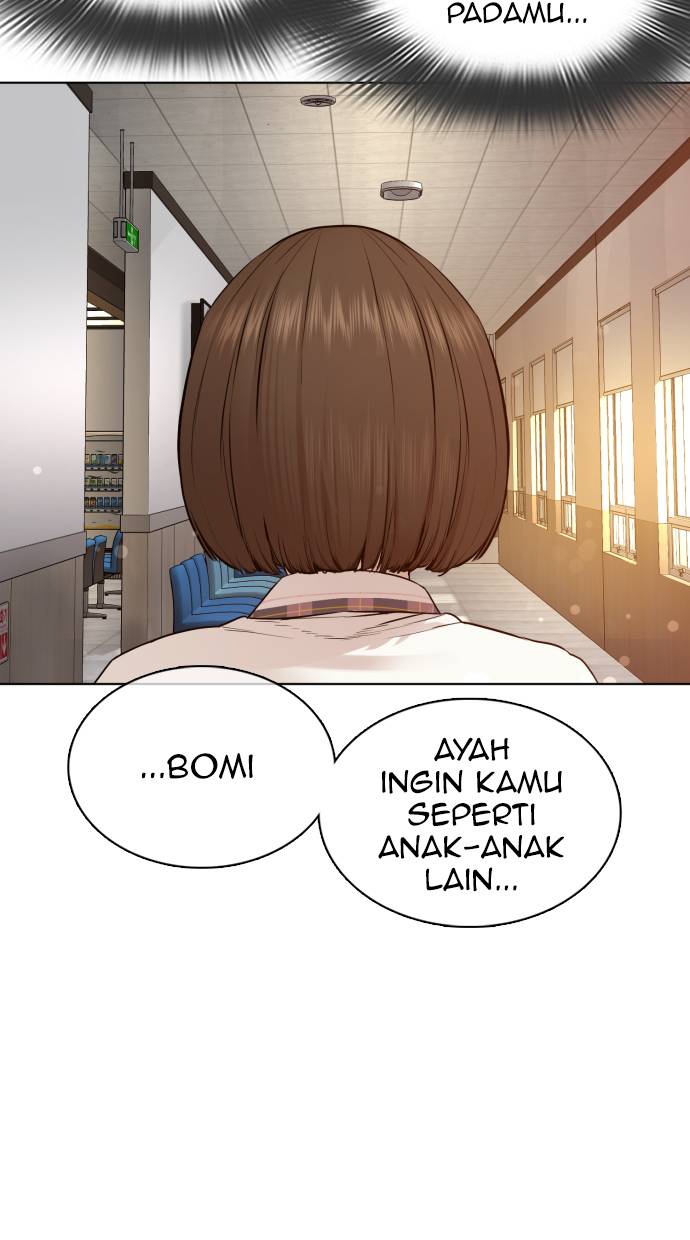 PADAMU...
...BOMI
AYAH
INGIN KAMU
SEPERTI
ANAK-ANAK
LAIN...